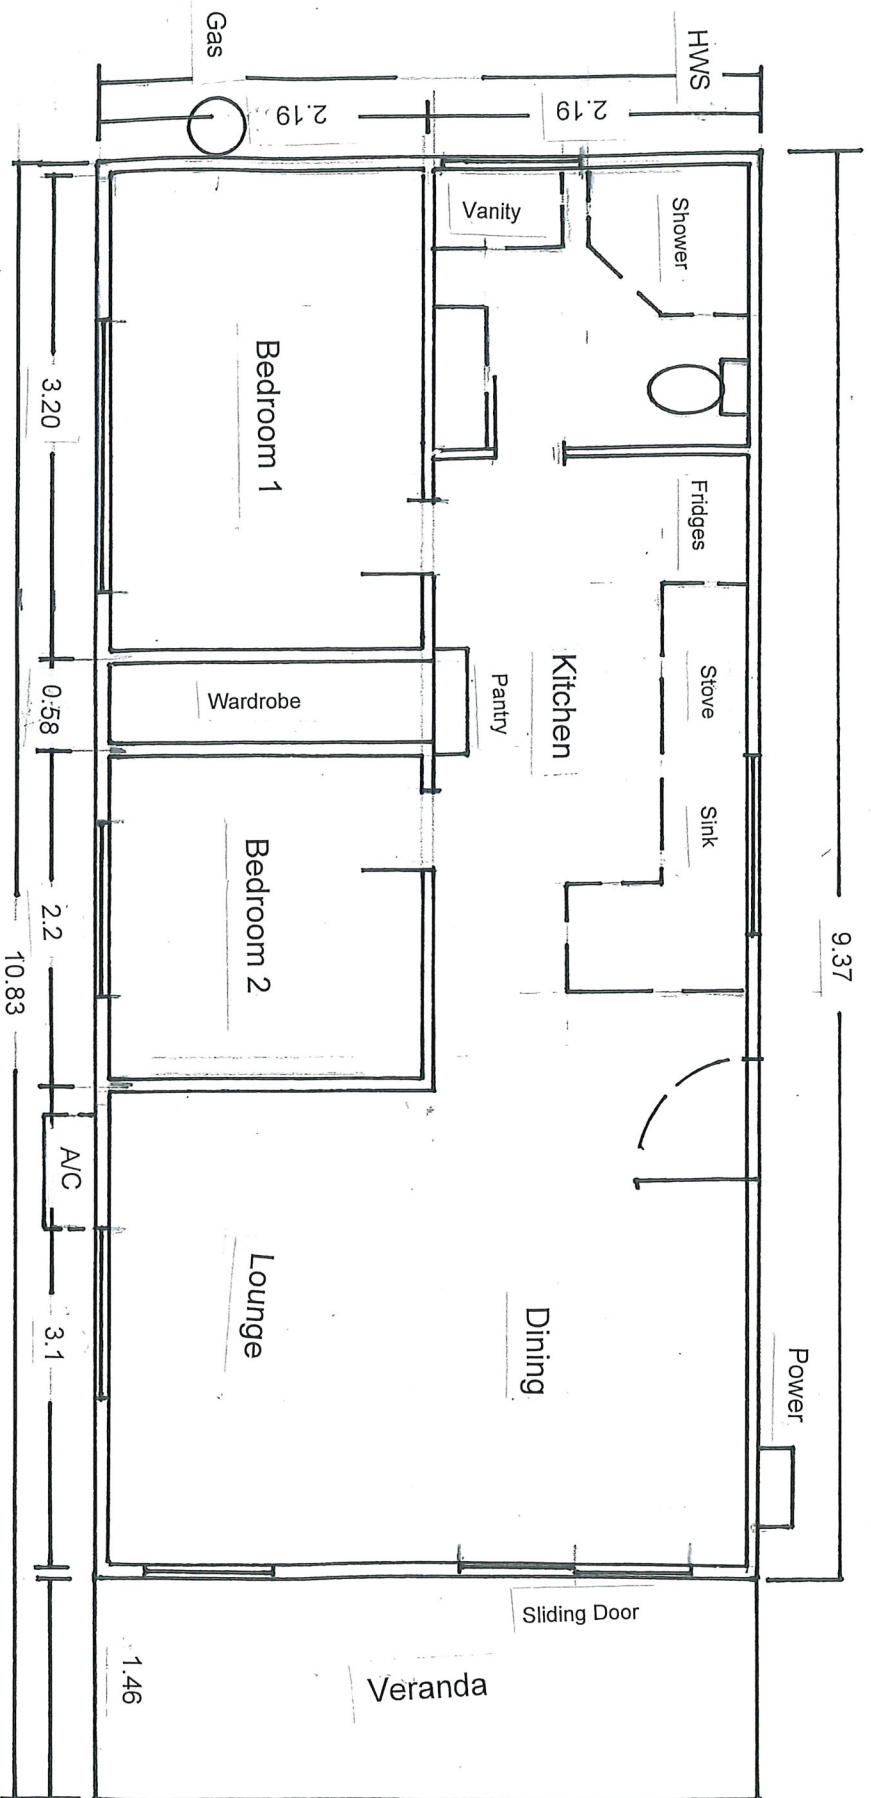 Gas
HWS
2.19
2.19
Vanity
Shower
Bedroom 1
3.20
Fridges
Kitchen
Pantry
Stove
Wardrobe
0.58
Sink
Bedroom 2
2.2
9.37
10.83
A/C
Lounge
Dining
3.1
Power
Sliding Door
1.46
Veranda